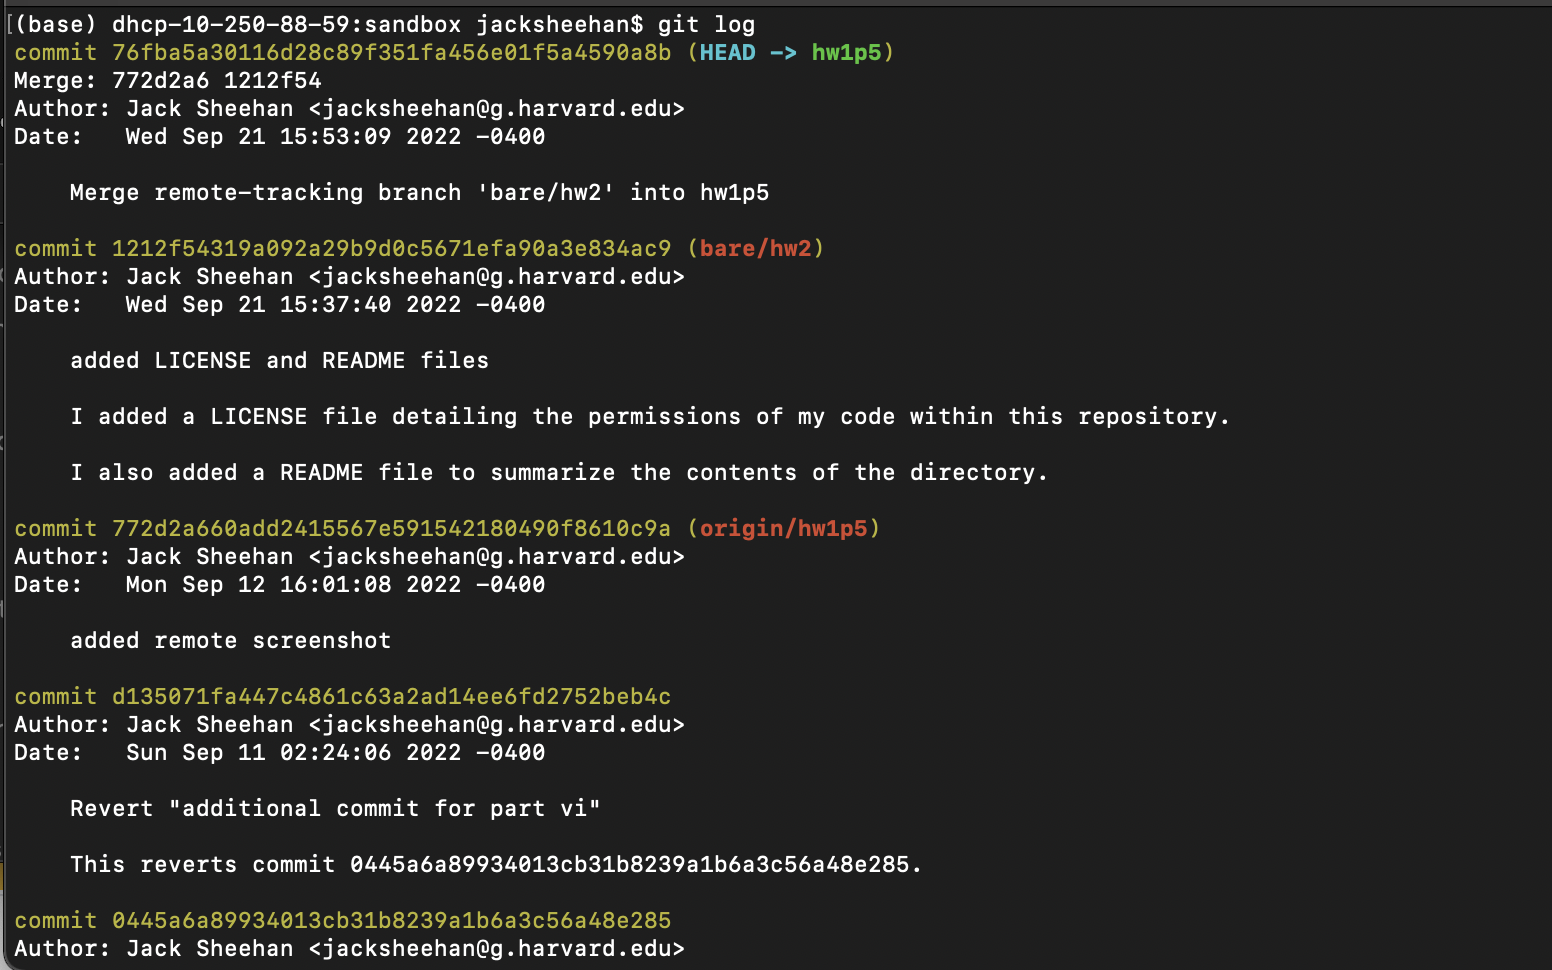 (base) dhcp-10-250-88-59:sandbox jacksheehan$ git log
commit 76fba5a30116d28c89f351fa456e01f5a4590a8b (HEAD -> hw1p5)
Merge: 772d2a6 1212f54
Author: Jack Sheehan <jacksheehan@g.harvard.edu>
Date:   Wed Sep 21 15:53:09 2022 -0400
    Merge remote-tracking branch 'bare/hw2' into hw1p5
commit 1212f54319a092a29b9d0c5671efa90a3e834ac9 (bare/hw2)
Author: Jack Sheehan <jacksheehan@g.harvard.edu>
Date:   Wed Sep 21 15:37:40 2022 -0400
    added LICENSE and README files
    I added a LICENSE file detailing the permissions of my code within this repository.
    I also added a README file to summarize the contents of the directory.
commit 772d2a660add2415567e591542180490f8610c9a (origin/hw1p5)
Author: Jack Sheehan <jacksheehan@g.harvard.edu>
Date:   Mon Sep 12 16:01:08 2022 -0400
    added remote screenshot
commit d135071fa447c4861c63a2ad14ee6fd2752beb4c
Author: Jack Sheehan <jacksheehan@g.harvard.edu>
Date:   Sun Sep 11 02:24:06 2022 -0400
    Revert "additional commit for part vi"
    This reverts commit 0445a6a89934013cb31b8239a1b6a3c56a48e285.
commit 0445a6a89934013cb31b8239a1b6a3c56a48e285
Author: Jack Sheehan <jacksheehan@g.harvard.edu>